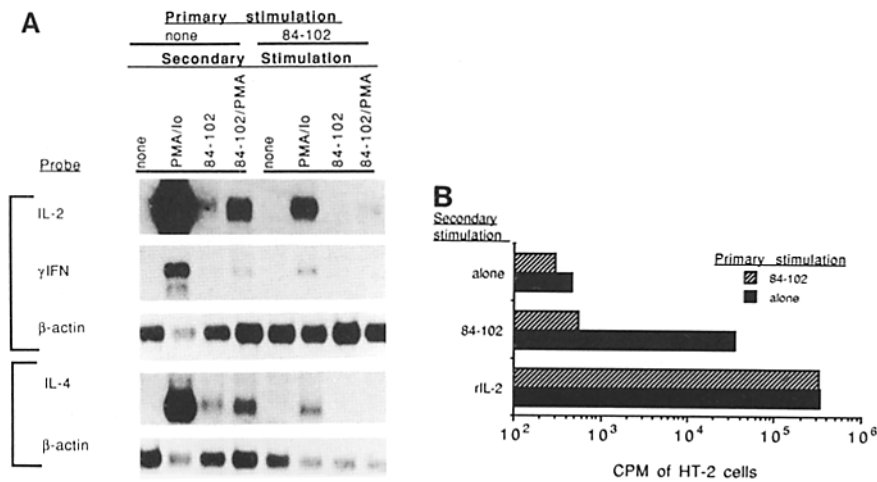 A
Primary stimulation
none 84-102
Secondary Stimulation
none
PMA/Io
84-102
84-102/PMA
none
PMA/Io
84-102
84-102/PMA
Probe
IL-2
γIFN
β-actin
IL-4
β-actin
B
Secondary
stimulation
Primary stimulation
84-102
alone
alone
84-102
rIL-2
10² 10³ 10⁴ 10⁵ 10⁶
CPM of HT-2 cells